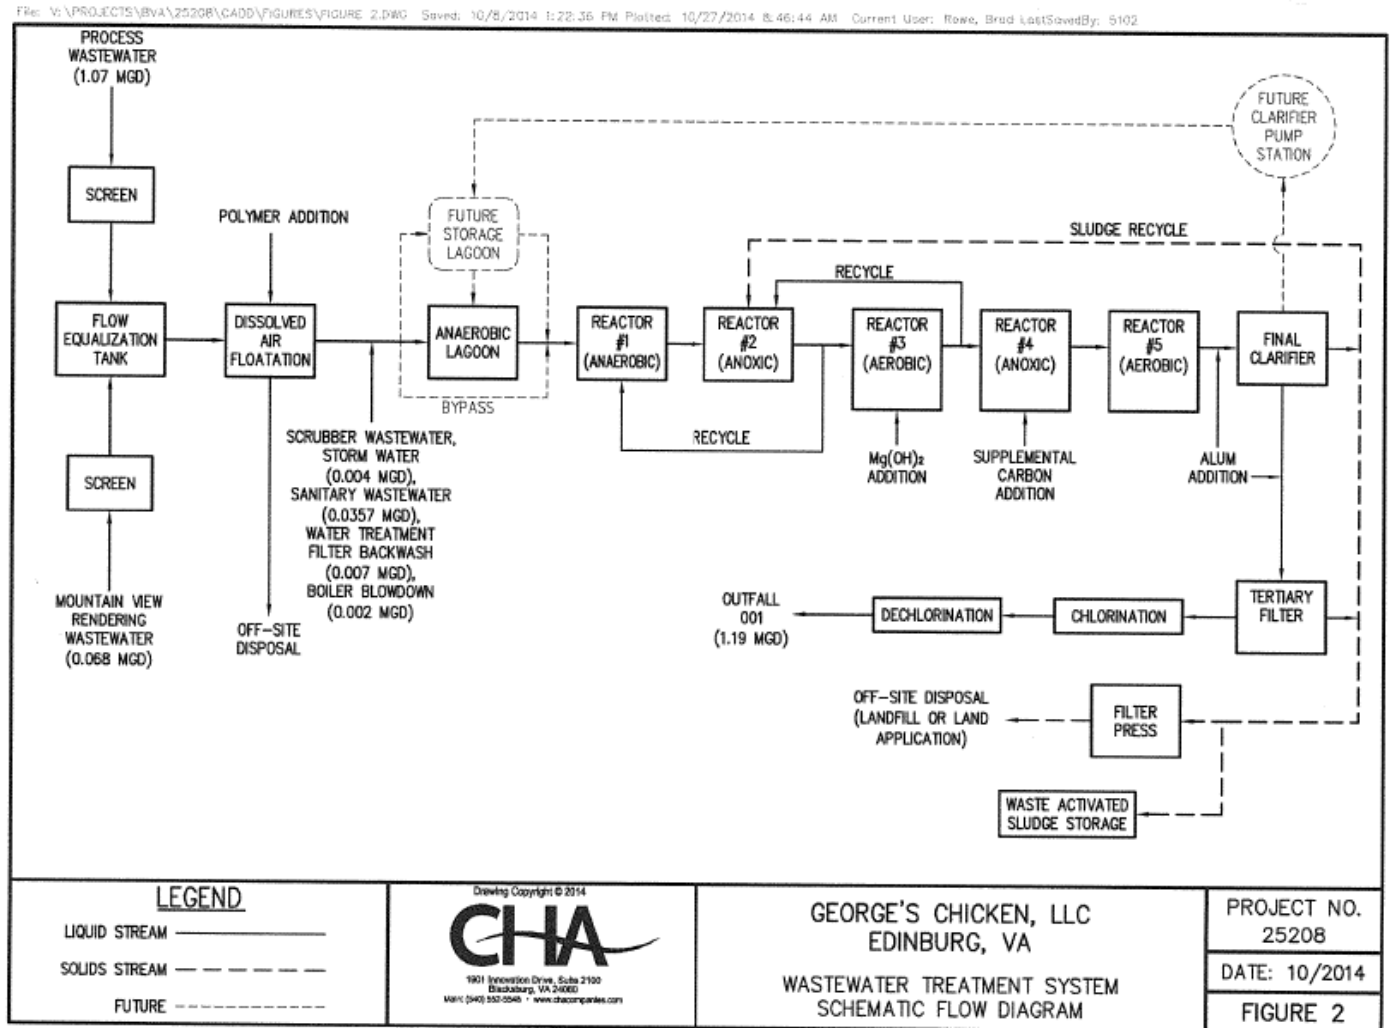 File: V:\PROJECTS\BVA\25208\CADD\FIGURES\FIGURE 2.DWG Saved: 10/8/2014 1:22:36 PM Plotted: 10/27/2014 8:46:44 AM Current User: Rowe, Brad LastSavedBy: 5102
PROCESS
WASTEWATER
(1.07 MGD)
SCREEN
FLOW
EQUALIZATION
TANK
SCREEN
MOUNTAIN VIEW
RENDERING
WASTEWATER
(0.068 MGD)
POLYMER ADDITION
DISSOLVED
AIR
FLOATATION
OFF-SITE
DISPOSAL
SCRUBBER WASTEWATER,
STORM WATER
(0.004 MGD),
SANITARY WASTEWATER
(0.0357 MGD),
WATER TREATMENT
FILTER BACKWASH
(0.007 MGD),
BOILER BLOWDOWN
(0.002 MGD)
FUTURE
STORAGE
LAGOON
ANAEROBIC
LAGOON
BYPASS
REACTOR
#1
(ANAEROBIC)
RECYCLE
REACTOR
#2
(ANOXIC)
RECYCLE
REACTOR
#3
(AEROBIC)
Mg(OH)₂
ADDITION
REACTOR
#4
(ANOXIC)
SUPPLEMENTAL
CARBON
ADDITION
REACTOR
#5
(AEROBIC)
ALUM
ADDITION
SLUDGE RECYCLE
FUTURE
CLARIFIER
PUMP
STATION
FINAL
CLARIFIER
TERTIARY
FILTER
CHLORINATION
DECHLORINATION
OUTFALL
001
(1.19 MGD)
OFF-SITE DISPOSAL
(LANDFILL OR LAND
APPLICATION)
FILTER
PRESS
WASTE ACTIVATED
SLUDGE STORAGE
LEGEND
LIQUID STREAM
SOLIDS STREAM
FUTURE
Drawing Copyright © 2014
CHA
1901 Innovation Drive, Suite 2100
Blacksburg, VA 24060
Main: (540) 552-5548 · www.chacompanies.com
GEORGE'S CHICKEN, LLC
EDINBURG, VA
WASTEWATER TREATMENT SYSTEM
SCHEMATIC FLOW DIAGRAM
PROJECT NO.
25208
DATE: 10/2014
FIGURE 2